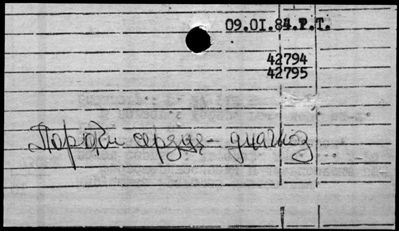 09.01.84.Р.Т.
42794
42795
Пороки сердца - диагноз